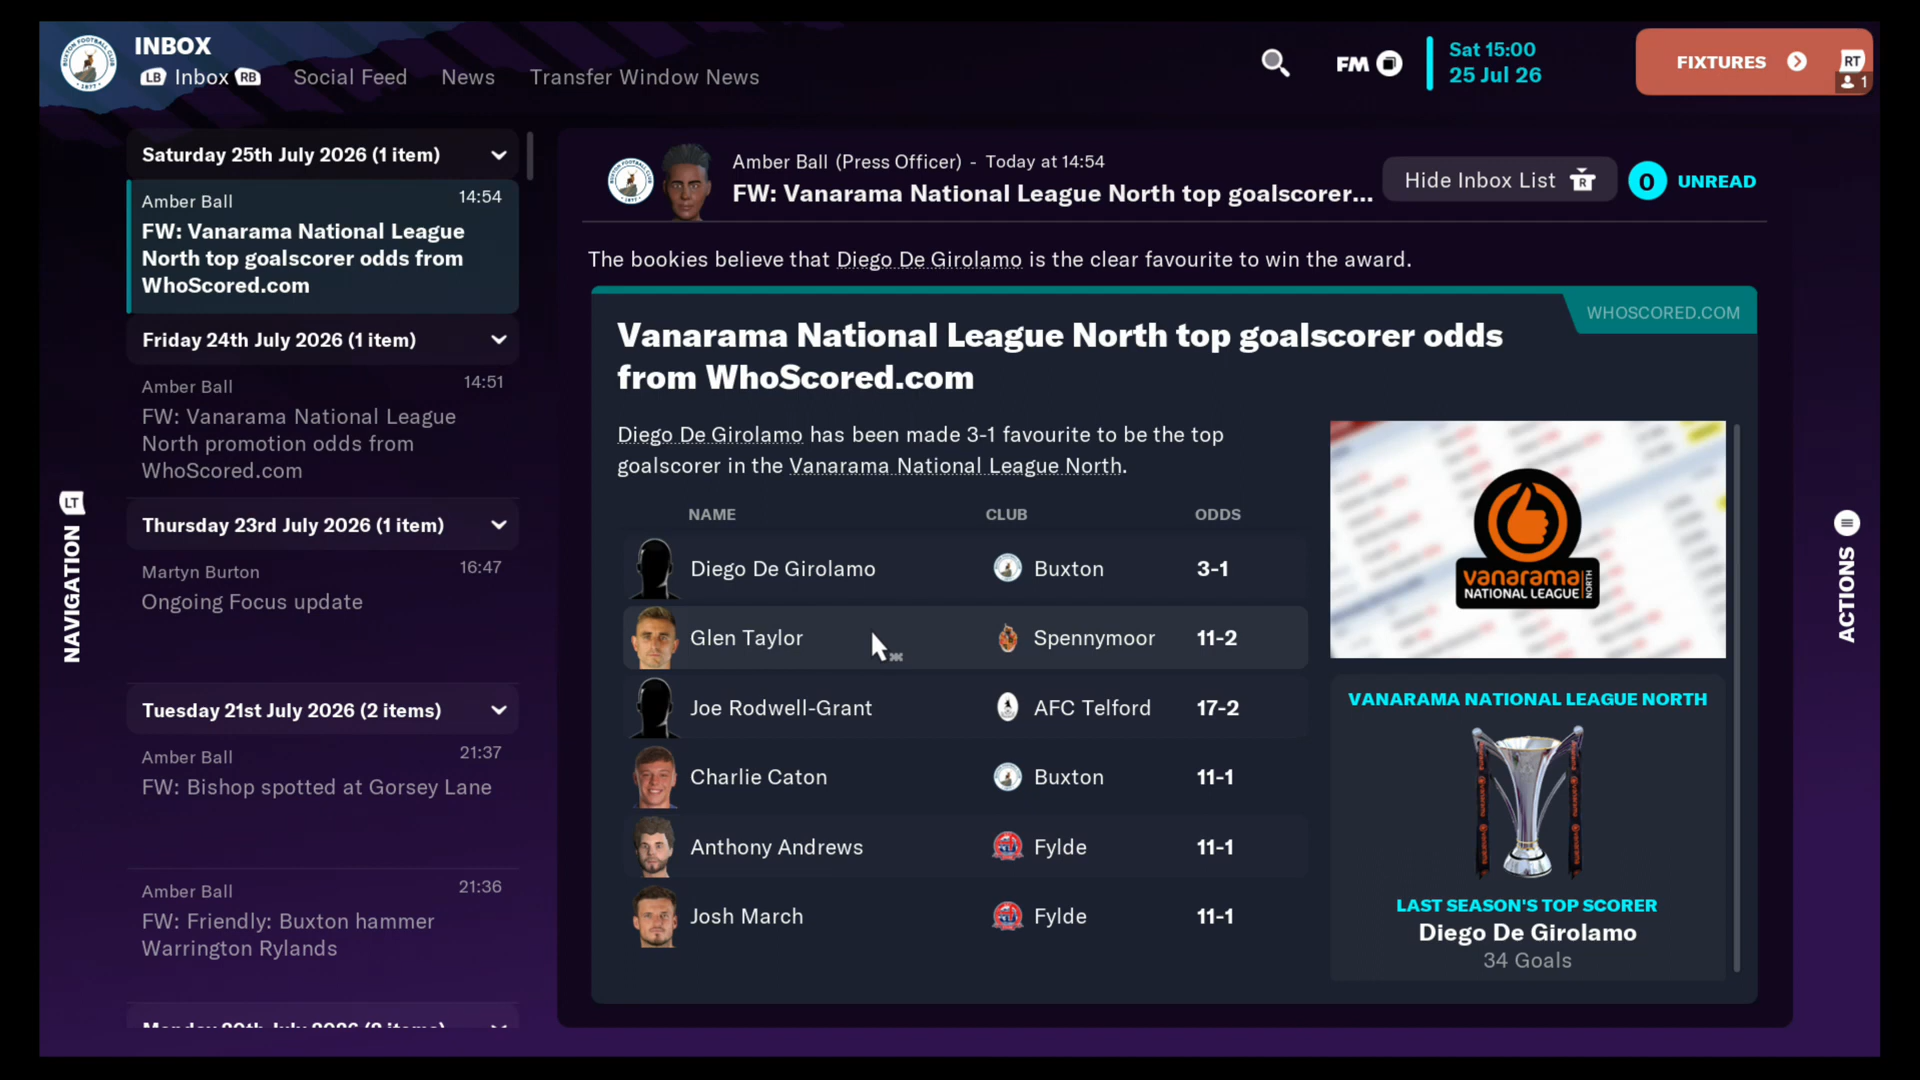 INBOX
LB Inbox RB Social Feed News Transfer Window News
FM
Sat 15:00
25 Jul 26
FIXTURES
RT
1
NAVIGATION
LT
Saturday 25th July 2026 (1 item)
Amber Ball 14:54
FW: Vanarama National League
North top goalscorer odds from
WhoScored.com
Friday 24th July 2026 (1 item)
Amber Ball 14:51
FW: Vanarama National League
North promotion odds from
WhoScored.com
Thursday 23rd July 2026 (1 item)
Martyn Burton 16:47
Ongoing Focus update
Tuesday 21st July 2026 (2 items)
Amber Ball 21:37
FW: Bishop spotted at Gorsey Lane
Amber Ball 21:36
FW: Friendly: Buxton hammer
Warrington Rylands
Amber Ball (Press Officer) - Today at 14:54
FW: Vanarama National League North top goalscorer...
Hide Inbox List R
0 UNREAD
The bookies believe that Diego De Girolamo is the clear favourite to win the award.
WHOSCORED.COM
Vanarama National League North top goalscorer odds
from WhoScored.com
Diego De Girolamo has been made 3-1 favourite to be the top
goalscorer in the Vanarama National League North.
NAME CLUB ODDS
Diego De Girolamo Buxton 3-1
Glen Taylor Spennymoor 11-2
Joe Rodwell-Grant AFC Telford 17-2
Charlie Caton Buxton 11-1
Anthony Andrews Fylde 11-1
Josh March Fylde 11-1
vanarama
NATIONAL LEAGUE NORTH
VANARAMA NATIONAL LEAGUE NORTH
LAST SEASON'S TOP SCORER
Diego De Girolamo
34 Goals
ACTIONS